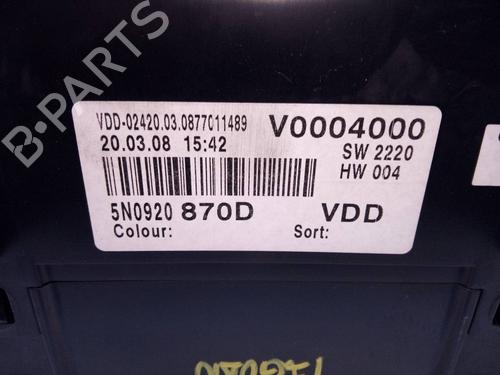 B-PARTS
VDD-02420.03.0877011489 V0004000
20.03.08 15:42 SW 2220
HW 004
5N0920 870D VDD
Colour: Sort: